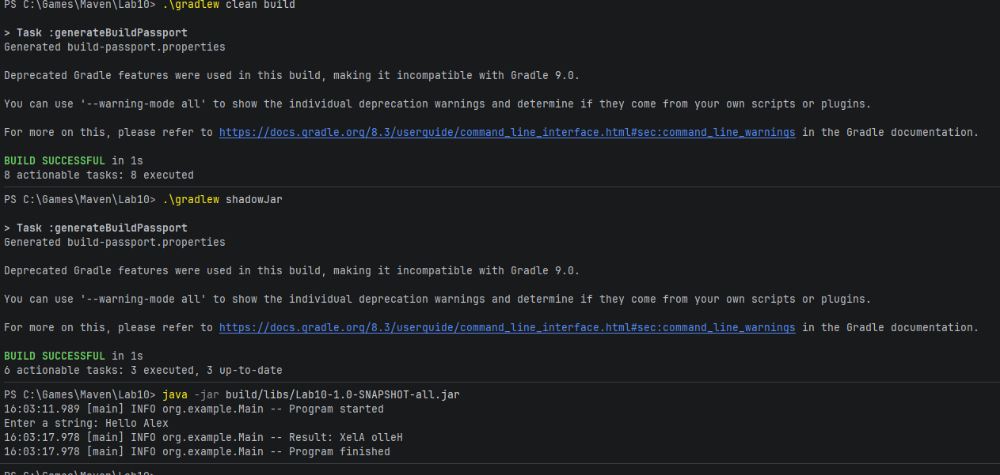 PS C:\Games\Maven\Lab10> .\gradlew clean build
> Task :generateBuildPassport
Generated build-passport.properties
Deprecated Gradle features were used in this build, making it incompatible with Gradle 9.0.
You can use '--warning-mode all' to show the individual deprecation warnings and determine if they come from your own scripts or plugins.
For more on this, please refer to https://docs.gradle.org/8.3/userguide/command_line_interface.html#sec:command_line_warnings in the Gradle documentation.
BUILD SUCCESSFUL in 1s
8 actionable tasks: 8 executed
PS C:\Games\Maven\Lab10> .\gradlew shadowJar
> Task :generateBuildPassport
Generated build-passport.properties
Deprecated Gradle features were used in this build, making it incompatible with Gradle 9.0.
You can use '--warning-mode all' to show the individual deprecation warnings and determine if they come from your own scripts or plugins.
For more on this, please refer to https://docs.gradle.org/8.3/userguide/command_line_interface.html#sec:command_line_warnings in the Gradle documentation.
BUILD SUCCESSFUL in 1s
6 actionable tasks: 3 executed, 3 up-to-date
PS C:\Games\Maven\Lab10> java -jar build/libs/Lab10-1.0-SNAPSHOT-all.jar
16:03:11.989 [main] INFO org.example.Main -- Program started
Enter a string: Hello Alex
16:03:17.978 [main] INFO org.example.Main -- Result: XelA olleH
16:03:17.978 [main] INFO org.example.Main -- Program finished
PS C:\Games\Maven\Lab10>